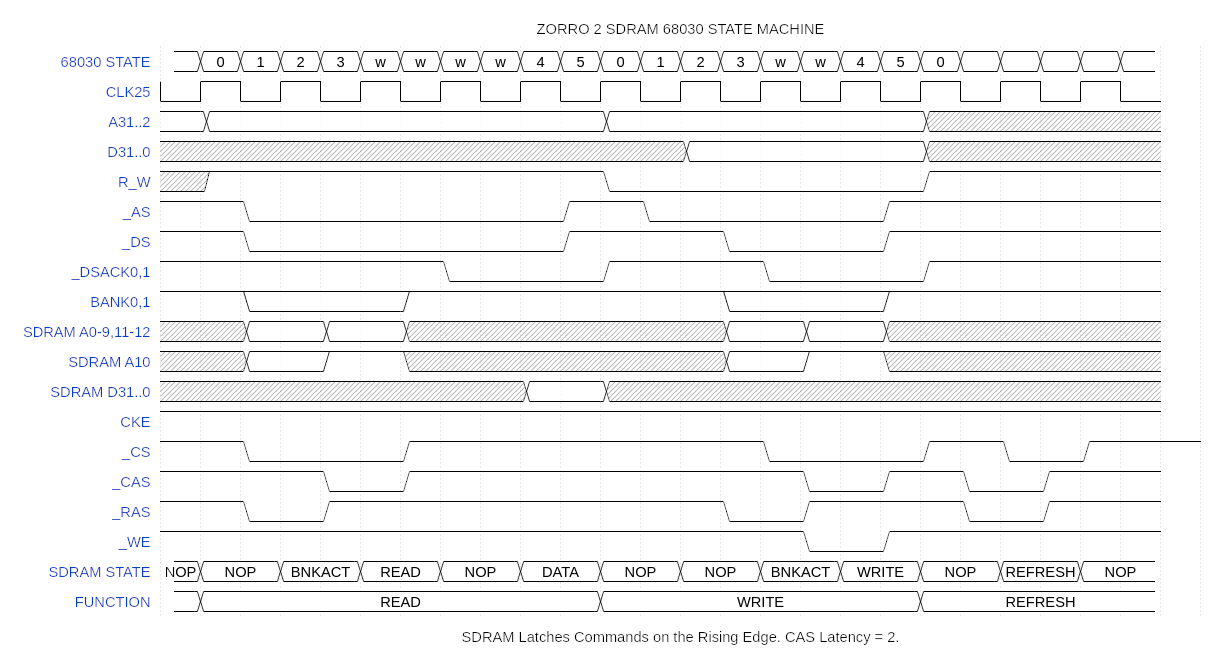 ZORRO 2 SDRAM 68030 STATE MACHINE
68030 STATE 0 1 2 3 w w w w 4 5 0 1 2 3 w w 4 5 0
CLK25
A31..2
D31..0
R_W
_AS
_DS
_DSACK0,1
BANK0,1
SDRAM A0-9,11-12
SDRAM A10
SDRAM D31..0
CKE
_CS
_CAS
_RAS
_WE
SDRAM STATE NOP NOP BNKACT READ NOP DATA NOP NOP BNKACT WRITE NOP REFRESH NOP
FUNCTION READ WRITE REFRESH
SDRAM Latches Commands on the Rising Edge. CAS Latency = 2.